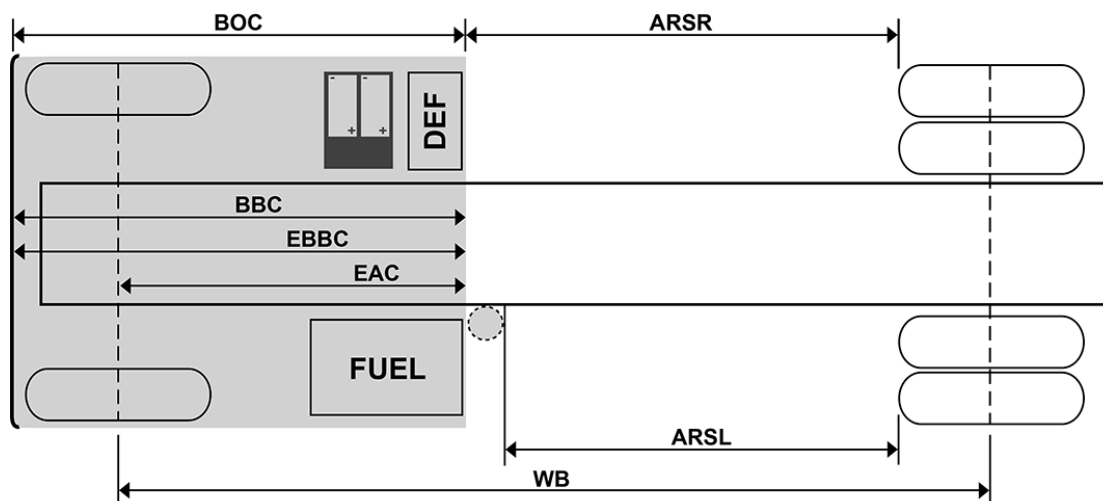 BOC
ARSR
- -
+ +
DEF
BBC
EBBC
EAC
FUEL
ARSL
WB